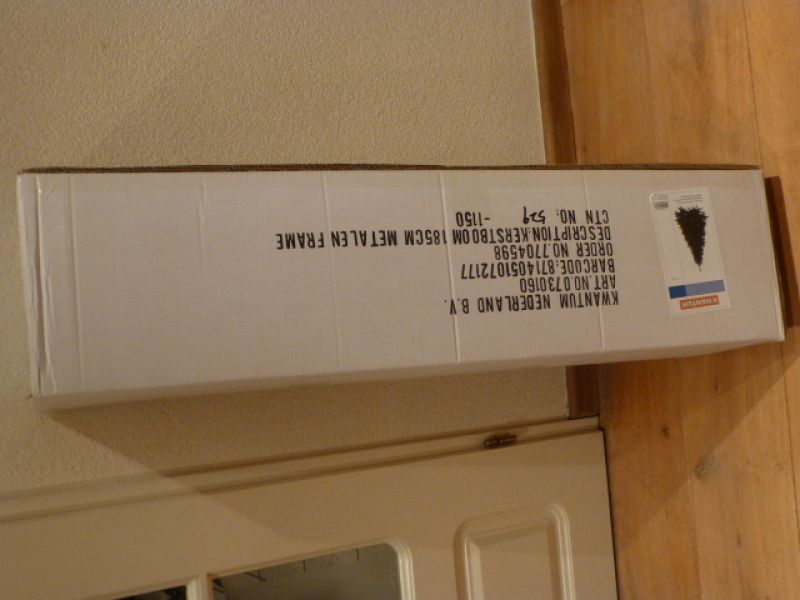 KWANTUM NEDERLAND B.V.
ART.NO.0730160
BARCODE:8714051072177
ORDER NO.7704598
DESCRIPTION:KERSTBOOM 185CM METALEN FRAME
CTN NO: 529 -1150
KWANTUM